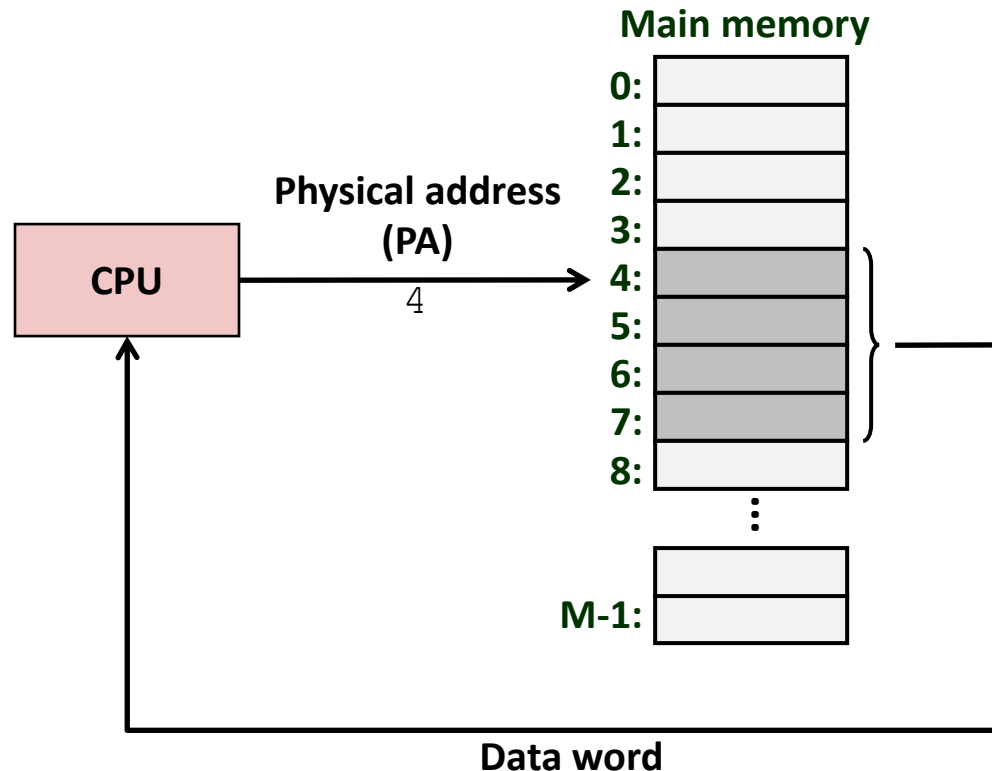 Main memory
0:
1:
2:
Physical address
(PA)
3:
CPU
4
4:
5:
6:
7:
8:
M-1:
Data word